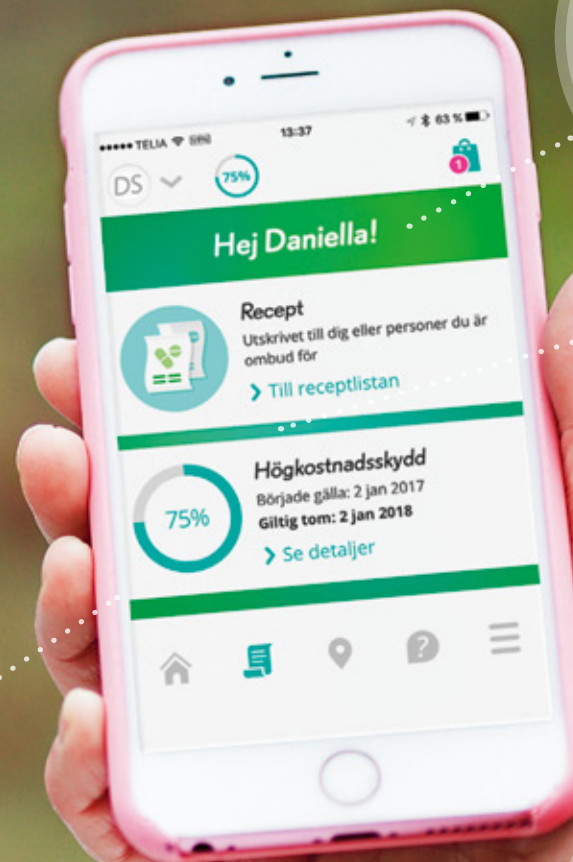 TELIA
13:37
63 %
DS
75%
1
Hej Daniella!
Recept
Utskrivet till dig eller personer du är
ombud för
Till receptlistan
75%
Högkostnadsskydd
Började gälla: 2 jan 2017
Giltig tom: 2 jan 2018
Se detaljer
?